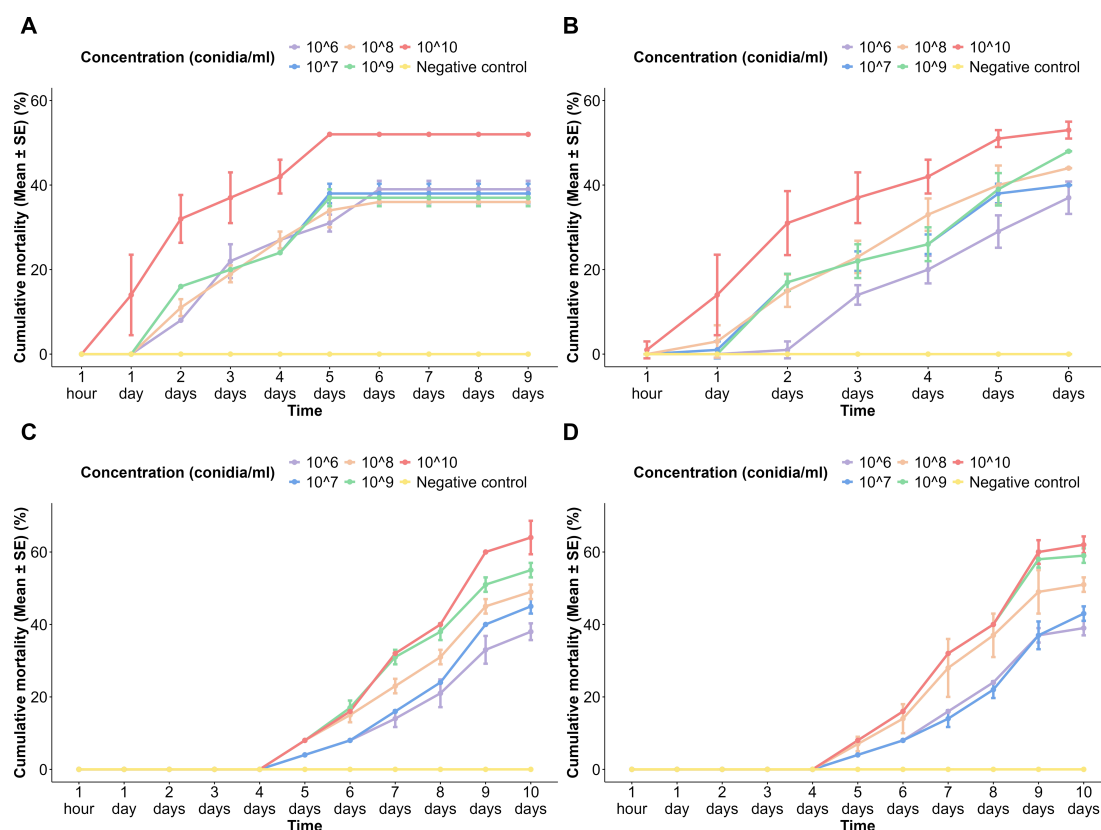 A
Concentration (conidia/ml)
10^6 10^8 10^10
10^7 10^9 Negative control
Cumulative mortality (Mean ± SE) (%)
60
40
20
0
1 1 2 3 4 5 6 7 8 9
hour day days days days days days days days days
Time
B
Concentration (conidia/ml)
10^6 10^8 10^10
10^7 10^9 Negative control
Cumulative mortality (Mean ± SE) (%)
60
40
20
0
1 1 2 3 4 5 6
hour day days days days days days
Time
C
Concentration (conidia/ml)
10^6 10^8 10^10
10^7 10^9 Negative control
Cumulative mortality (Mean ± SE) (%)
60
40
20
0
1 1 2 3 4 5 6 7 8 9 10
hour day days days days days days days days days days
Time
D
Concentration (conidia/ml)
10^6 10^8 10^10
10^7 10^9 Negative control
Cumulative mortality (Mean ± SE) (%)
60
40
20
0
1 1 2 3 4 5 6 7 8 9 10
hour day days days days days days days days days days
Time